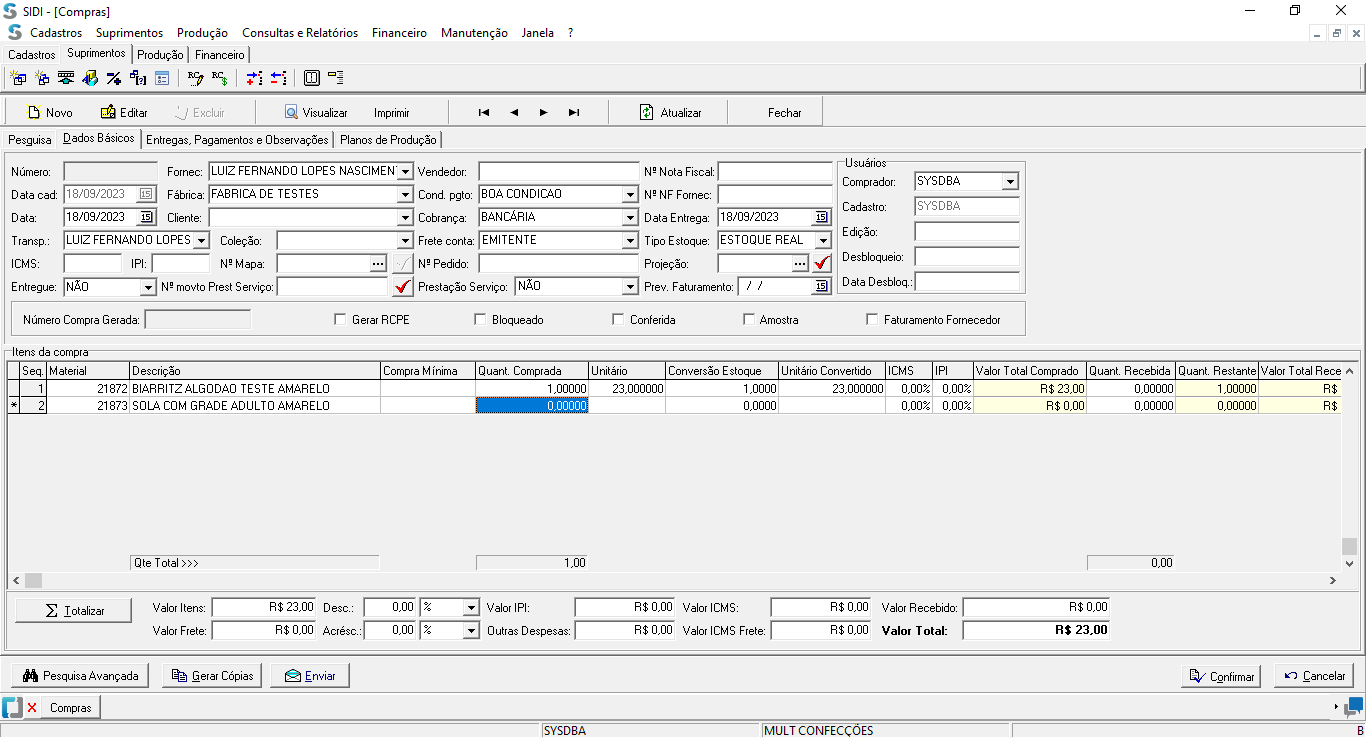 SIDI - [Compras]
Cadastros Suprimentos Produção Consultas e Relatórios Financeiro Manutenção Janela ?
Cadastros Suprimentos Produção Financeiro
Novo Editar Excluir Visualizar Imprimir Atualizar Fechar
Pesquisa Dados Básicos Entregas, Pagamentos e Observações Planos de Produção
Número: Fornec: LUIZ FERNANDO LOPES NASCIMEN Vendedor: Nº Nota Fiscal: Usuários
Comprador: SYSDBA
Data cad: 18/09/2023 15 Fábrica: FABRICA DE TESTES Cond. pgto: BOA CONDICAO Nº NF Fornec:
Cadastro: SYSDBA
Data: 18/09/2023 15 Cliente: Cobrança: BANCÁRIA Data Entrega: 18/09/2023 15
Edição:
Transp.: LUIZ FERNANDO LOPES Coleção: Frete conta: EMITENTE Tipo Estoque: ESTOQUE REAL
Desbloqueio:
ICMS: IPI: Nº Mapa: ... Nº Pedido: Projeção: ...
Data Desbloq.:
Entregue: NÃO Nº movto Prest Serviço: Prestação Serviço: NÃO Prev. Faturamento: / / 15
Número Compra Gerada: Gerar RCPE Bloqueado Conferida Amostra Faturamento Fornecedor
Itens da compra
Seq. Material Descrição Compra Mínima Quant. Comprada Unitário Conversão Estoque Unitário Convertido ICMS IPI Valor Total Comprado Quant. Recebida Quant. Restante Valor Total Rece
1 21872 BIARRITZ ALGODAO TESTE AMARELO 1,00000 23,000000 1,0000 23,000000 0,00% 0,00% R$ 23,00 0,00000 1,00000 R$
* 2 21873 SOLA COM GRADE ADULTO AMARELO 0,00000 0,0000 0,00% 0,00% R$ 0,00 0,00000 0,00000 R$
Qte Total >>> 1,00 0,00
Totalizar Valor Itens: R$ 23,00 Desc.: 0,00 % Valor IPI: R$ 0,00 Valor ICMS: R$ 0,00 Valor Recebido: R$ 0,00
Valor Frete: R$ 0,00 Acrésc.: 0,00 % Outras Despesas: R$ 0,00 Valor ICMS Frete: R$ 0,00 Valor Total: R$ 23,00
Pesquisa Avançada Gerar Cópias Enviar Confirmar Cancelar
Compras
SYSDBA MULT CONFECÇÕES B